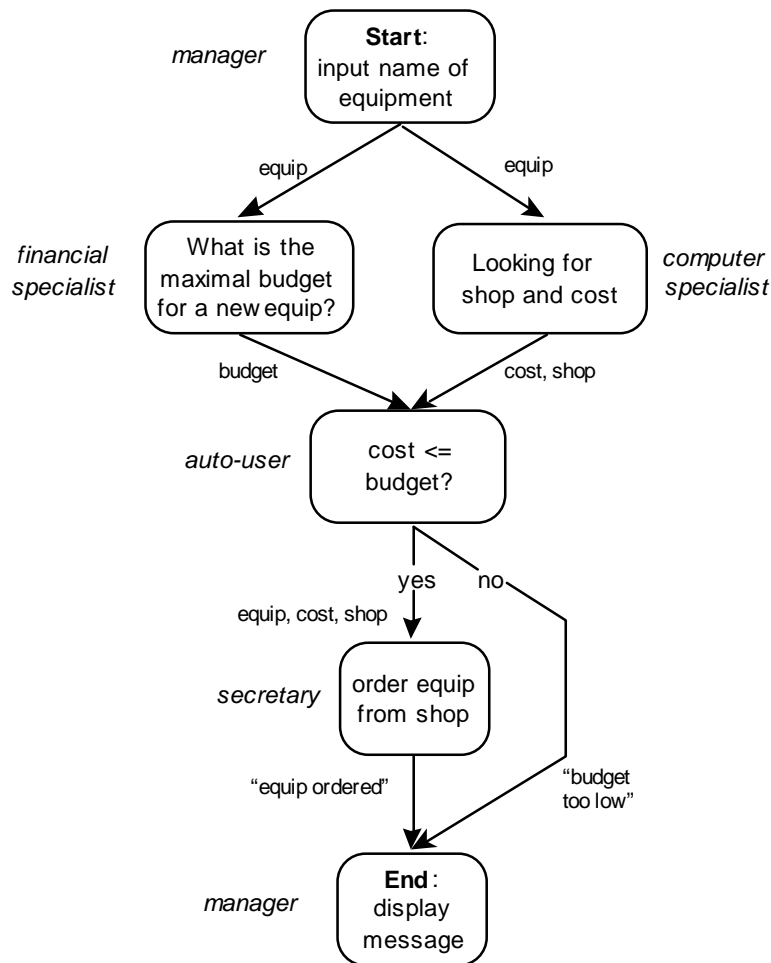 manager
Start:
input name of
equipment
equip
equip
financial
specialist
What is the
maximal budget
for a new equip?
Looking for
shop and cost
computer
specialist
budget
cost, shop
auto-user
cost <=
budget?
yes
no
equip, cost, shop
secretary
order equip
from shop
“equip ordered”
“budget
too low”
manager
End:
display
message